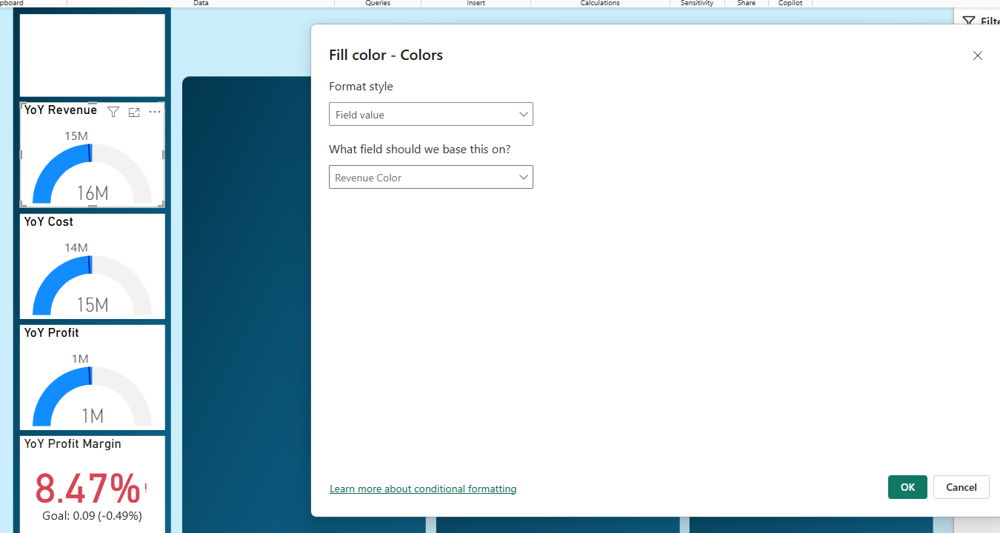 pboard
Data
Queries
Insert
Calculations
Sensitivity
Share
Copilot
Filte
YoY Revenue
15M
16M
YoY Cost
14M
15M
YoY Profit
1M
1M
YoY Profit Margin
8.47%!
Goal: 0.09 (-0.49%)
Fill color - Colors
Format style
Field value
What field should we base this on?
Revenue Color
Learn more about conditional formatting
OK
Cancel